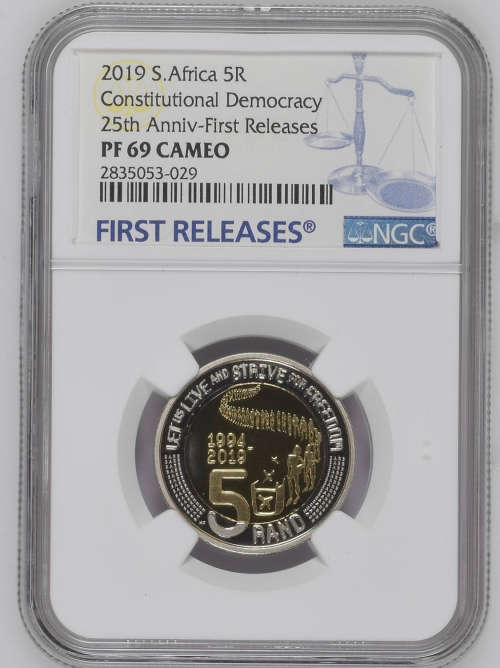 2019 S.Africa 5R
Constitutional Democracy
25th Anniv-First Releases
PF 69 CAMEO
2835053-029
FIRST RELEASES®
NGC®
LET US LIVE AND STRIVE FOR FREEDOM
1994-
2019
5
RAND